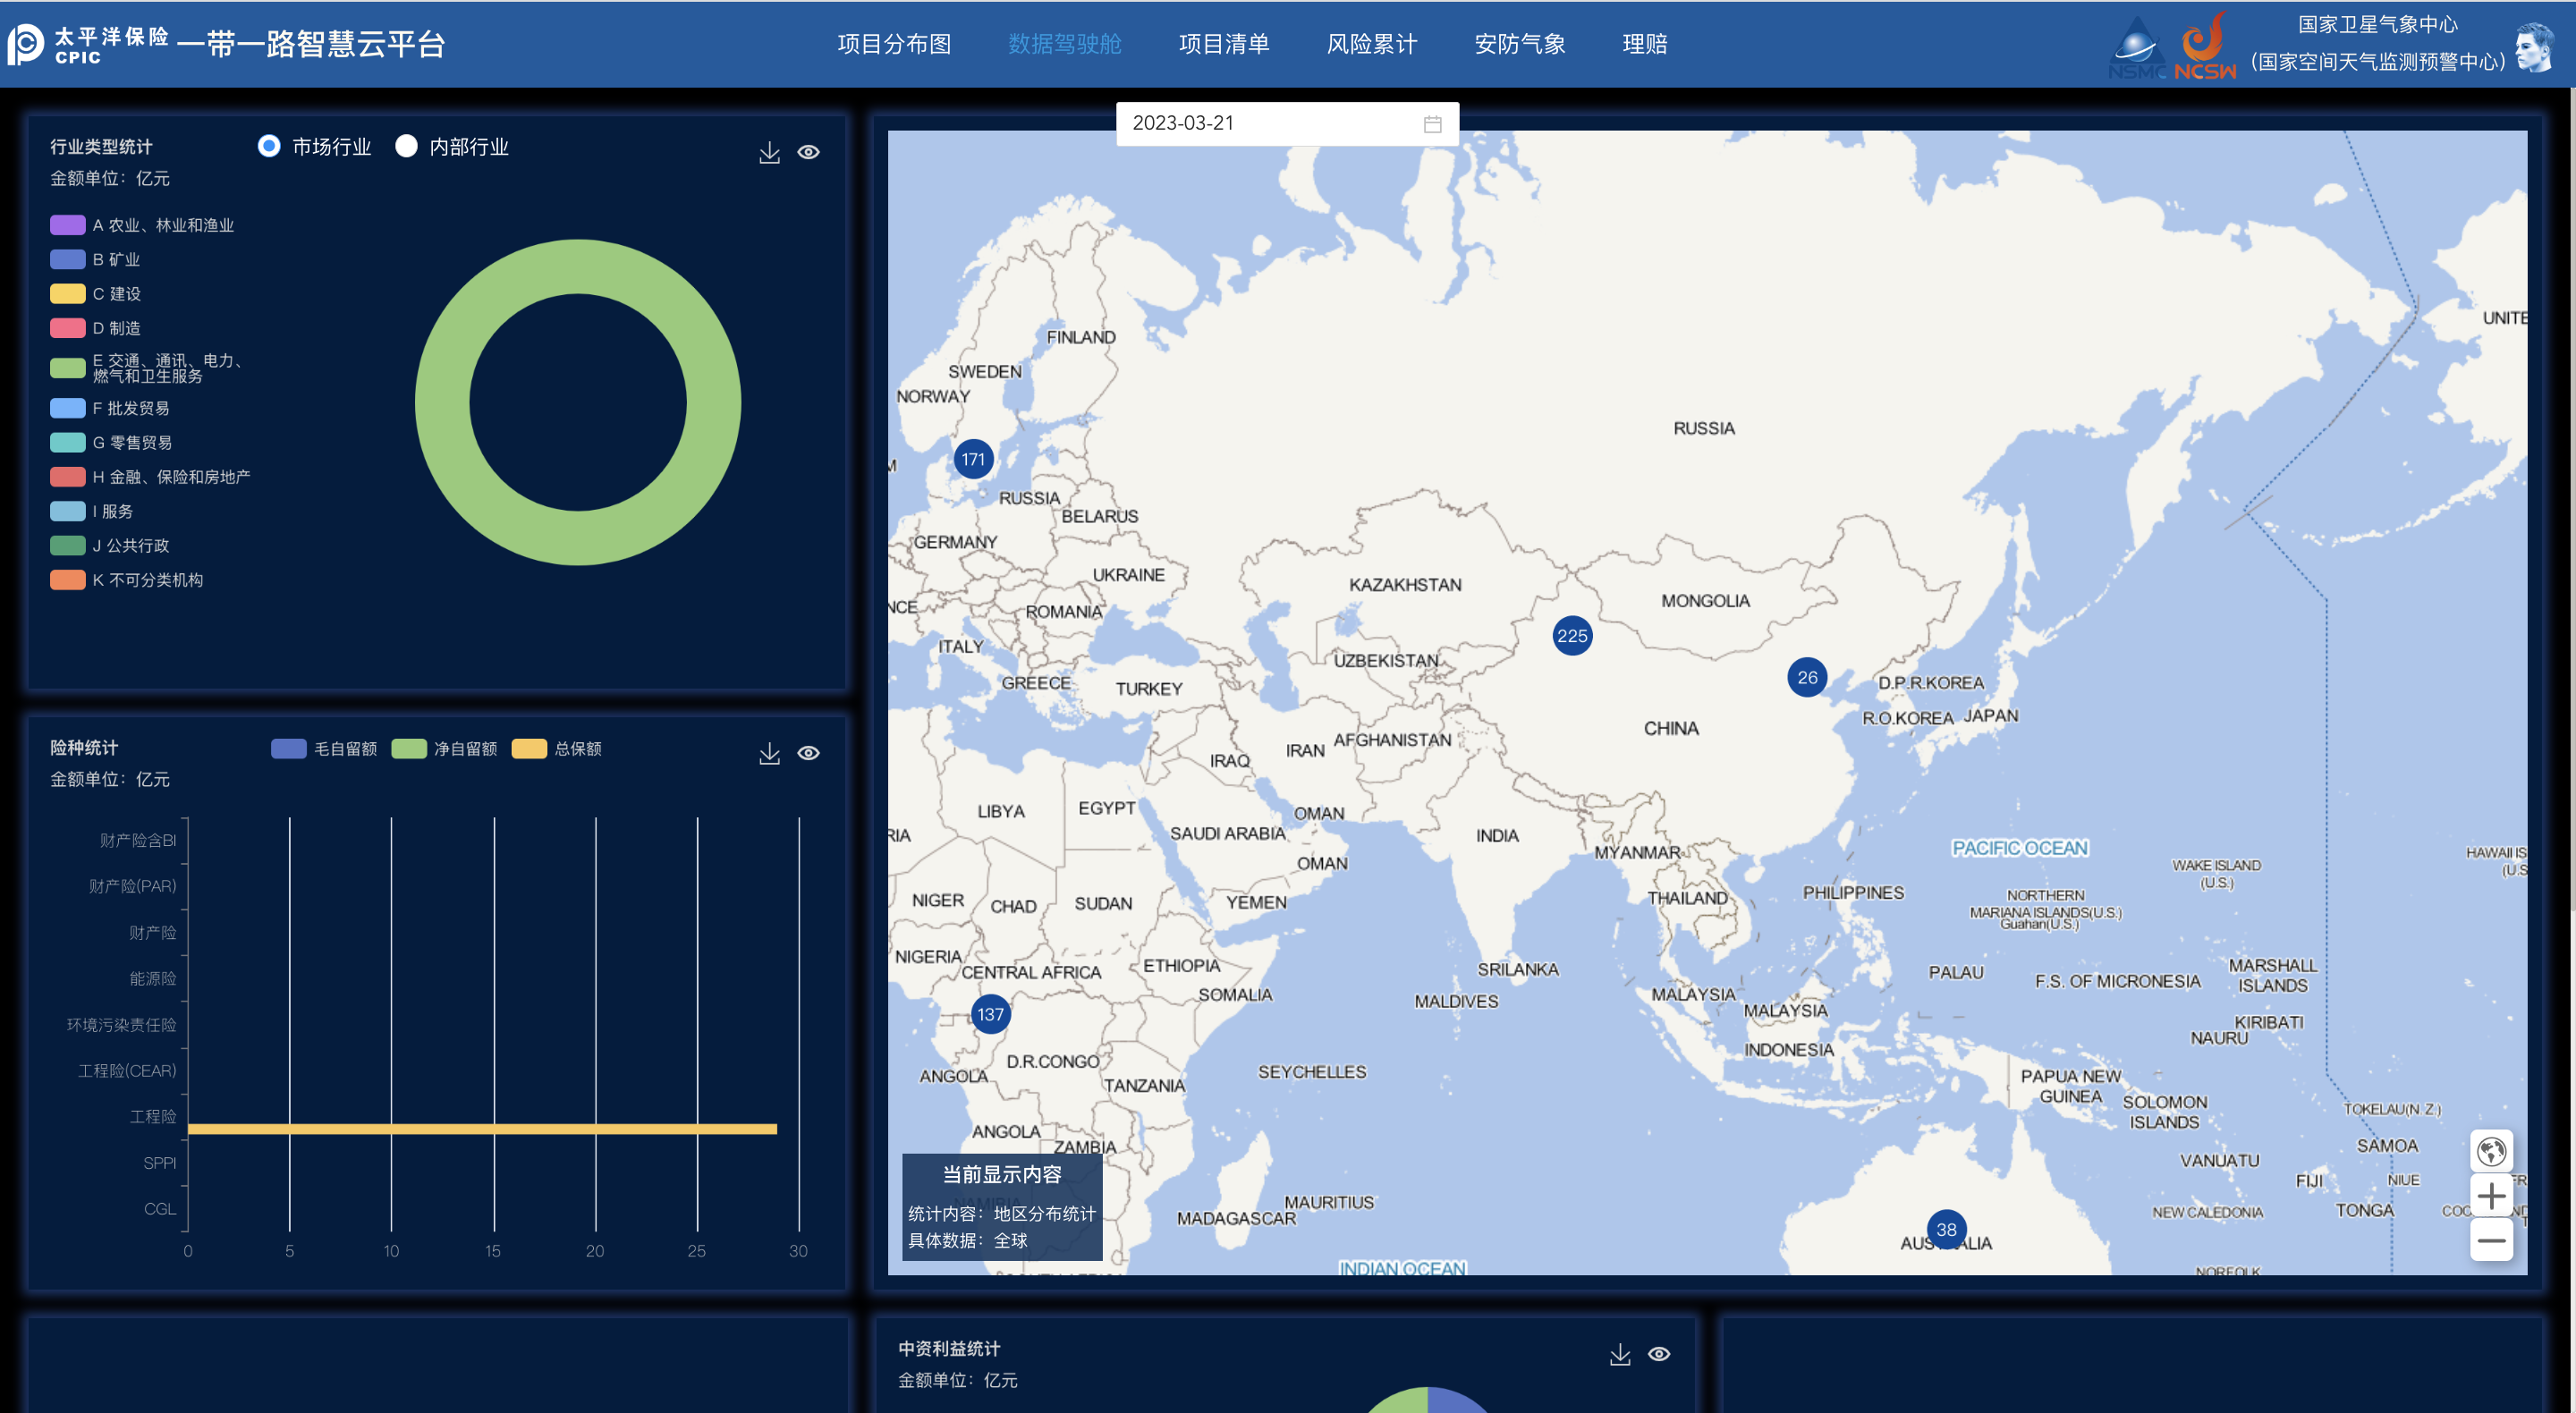 太平洋保险
CPIC
一带一路智慧云平台
项目分布图
数据驾驶舱
项目清单
风险累计
安防气象
理赔
NSMC
NCSW
国家卫星气象中心
(国家空间天气监测预警中心)
2023-03-21
行业类型统计
市场行业
内部行业
金额单位：亿元
A 农业、林业和渔业
B 矿业
C 建设
D 制造
E 交通、通讯、电力、
燃气和卫生服务
F 批发贸易
G 零售贸易
H 金融、保险和房地产
I 服务
J 公共行政
K 不可分类机构
险种统计
毛自留额
净自留额
总保额
金额单位：亿元
财产险含BI
财产险(PAR)
财产险
能源险
环境污染责任险
工程险(CEAR)
工程险
SPPI
CGL
0 5 10 15 20 25 30
FINLAND
UNITE
SWEDEN
NORWAY
RUSSIA
171
RUSSIA
BELARUS
GERMANY
UKRAINE
KAZAKHSTAN
MONGOLIA
NCE
ROMANIA
225
ITALY
UZBEKISTAN
26
GREECE
TURKEY
D.P.R.KOREA
R.O.KOREA
JAPAN
CHINA
AFGHANISTAN
IRAN
IRAQ
LIBYA
EGYPT
OMAN
SAUDI ARABIA
RIA
INDIA
MYANMAR
PACIFIC OCEAN
HAWAII IS
(U.S
OMAN
WAKE ISLAND
(U.S.)
NIGER
CHAD
SUDAN
YEMEN
THAILAND
PHILIPPINES
NORTHERN
MARIANA ISLANDS(U.S.)
Guahan(U.S.)
NIGERIA
CENTRAL AFRICA
ETHIOPIA
SRILANKA
PALAU
F.S. OF MICRONESIA
MARSHALL
ISLANDS
SOMALIA
MALDIVES
MALAYSIA
MALAYSIA
137
KIRIBATI
NAURU
D.R.CONGO
INDONESIA
ANGOLA
TANZANIA
SEYCHELLES
PAPUA NEW
GUINEA
SOLOMON
ISLANDS
TOKELAU(N.Z.)
ANGOLA
ZAMBIA
SAMOA
VANUATU
当前显示内容
NAMIBIA
统计内容：地区分布统计
具体数据：全球
MAURITIUS
MADAGASCAR
FIJI
NIUE
FR
NEW CALEDONIA
TONGA
COO
38
AUSTRALIA
INDIAN OCEAN
NORFOLK
中资利益统计
金额单位：亿元